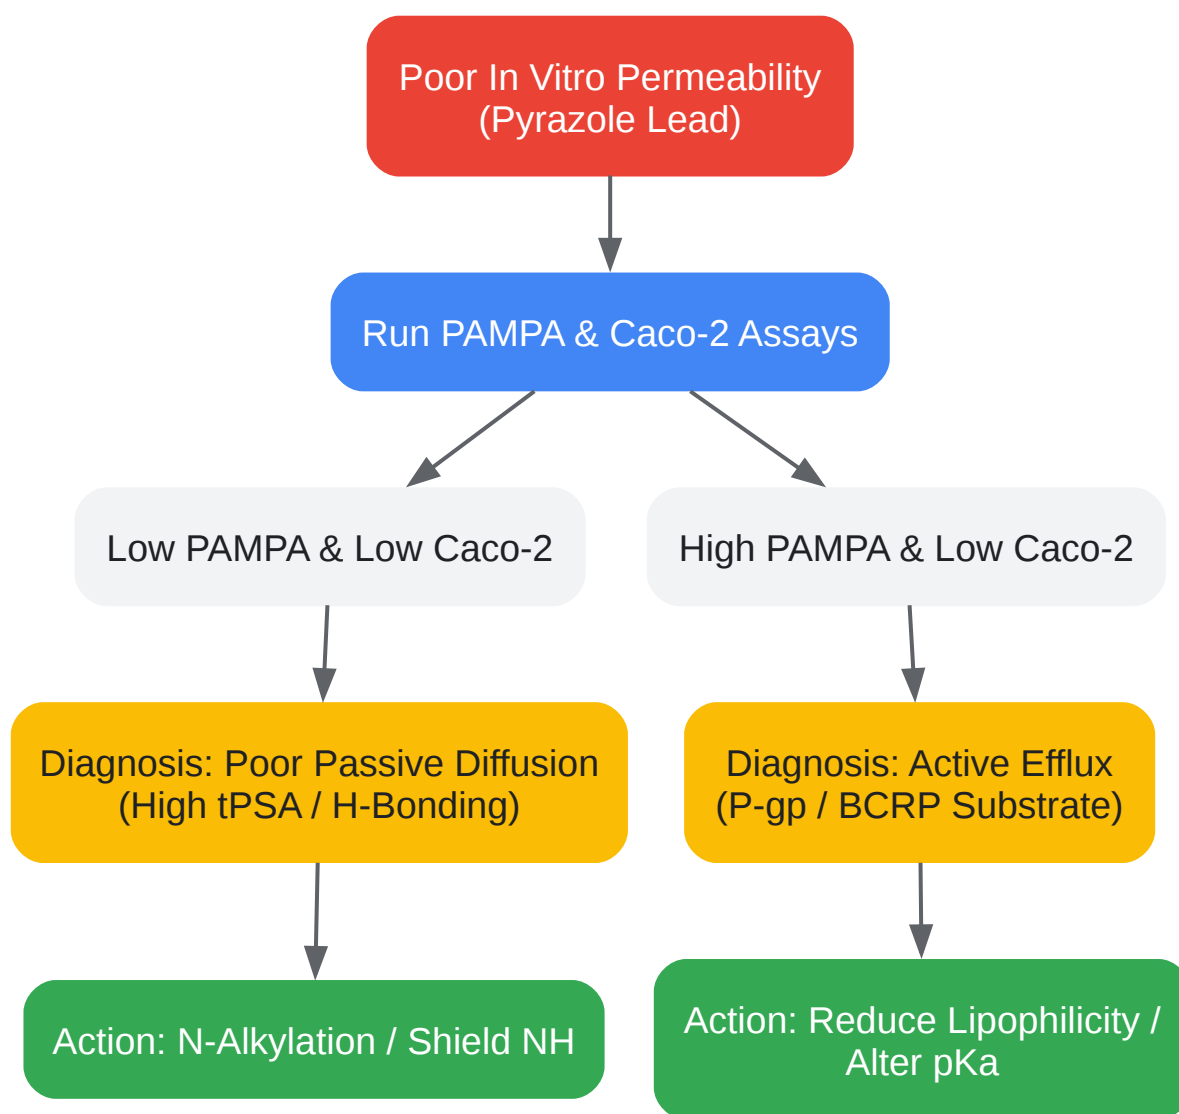 Poor In Vitro Permeability
(Pyrazole Lead)
Run PAMPA & Caco-2 Assays
Low PAMPA & Low Caco-2
High PAMPA & Low Caco-2
Diagnosis: Poor Passive Diffusion
(High tPSA / H-Bonding)
Diagnosis: Active Efflux
(P-gp / BCRP Substrate)
Action: N-Alkylation / Shield NH
Action: Reduce Lipophilicity /
Alter pKa